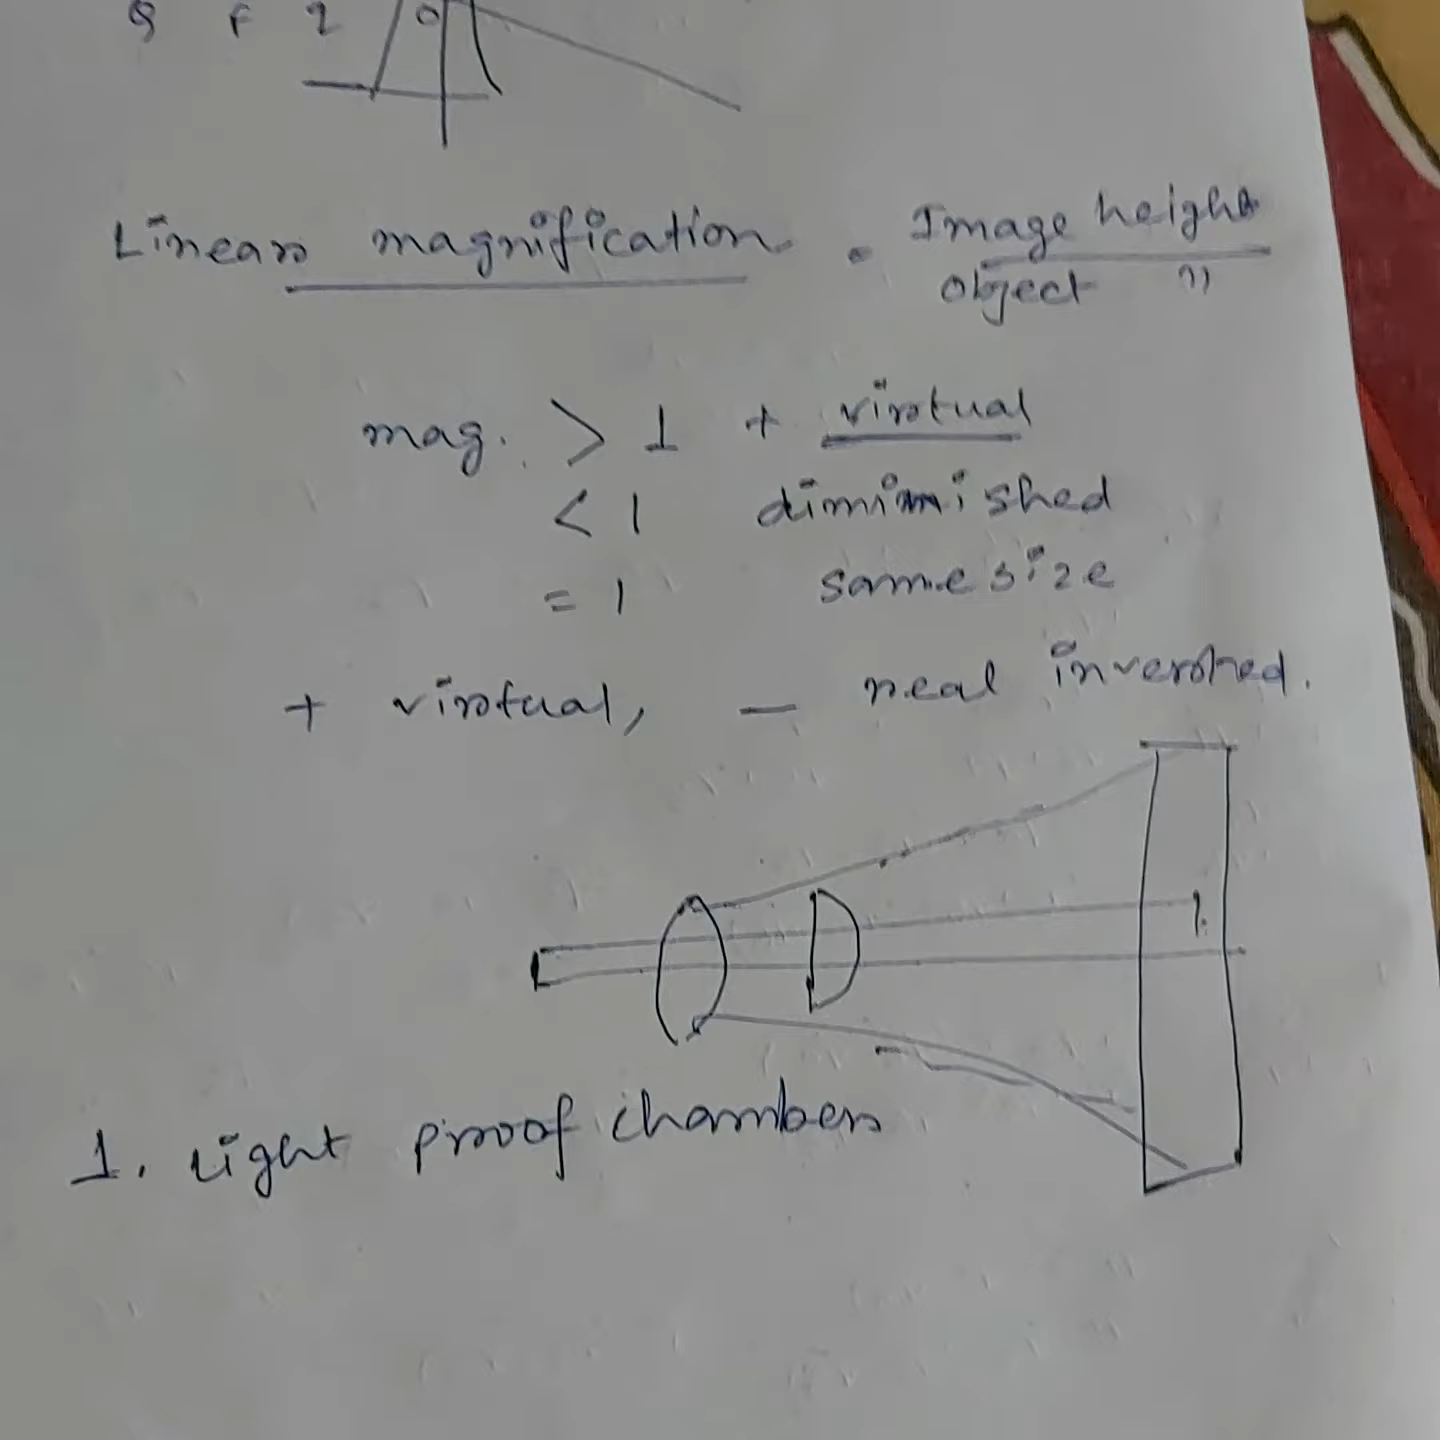 Linear magnification = Image height
object "
mag. > 1 + virtual
< 1 diminished
= 1 same size
+ virtual, - real inverted.
1. Light proof chamber